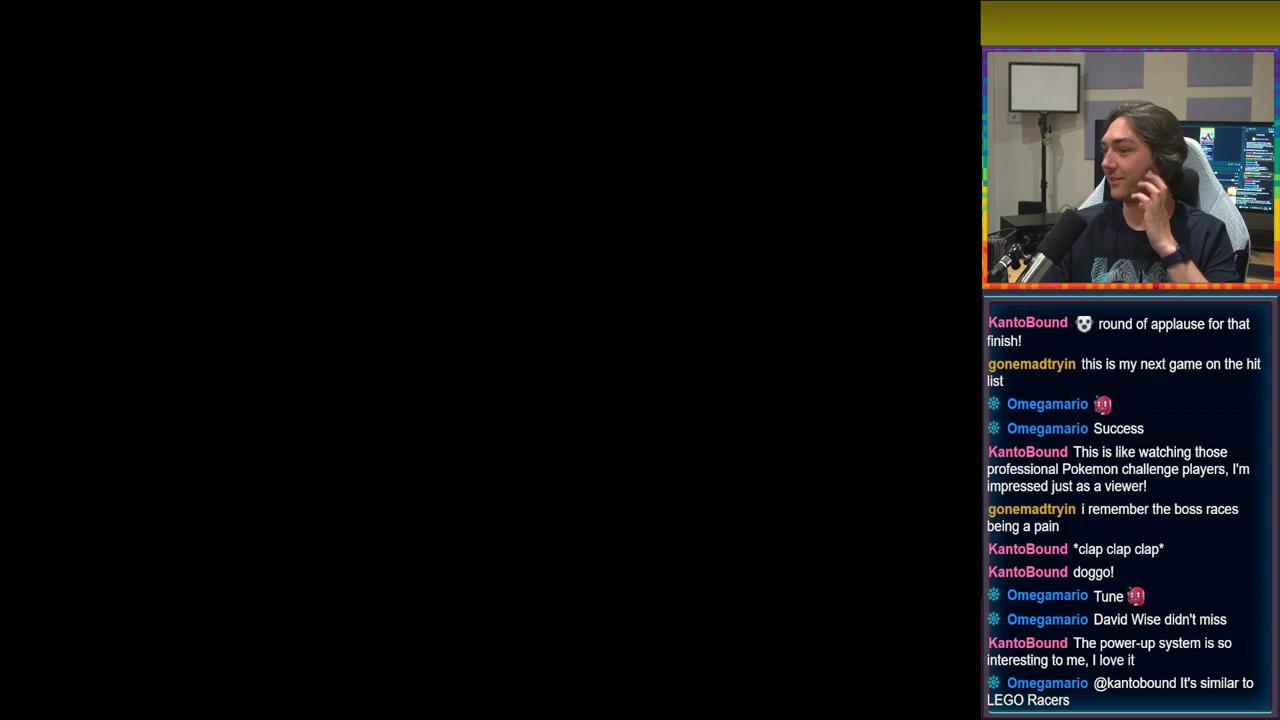 KantoBound round of applause for that
finish!
gonemadtryin this is my next game on the hit
list
Omegamario
Omegamario Success
KantoBound This is like watching those
professional Pokemon challenge players, I'm
impressed just as a viewer!
gonemadtryin i remember the boss races
being a pain
KantoBound *clap clap clap*
KantoBound doggo!
Omegamario Tune
Omegamario David Wise didn't miss
KantoBound The power-up system is so
interesting to me, I love it
Omegamario @kantobound It's similar to
LEGO Racers